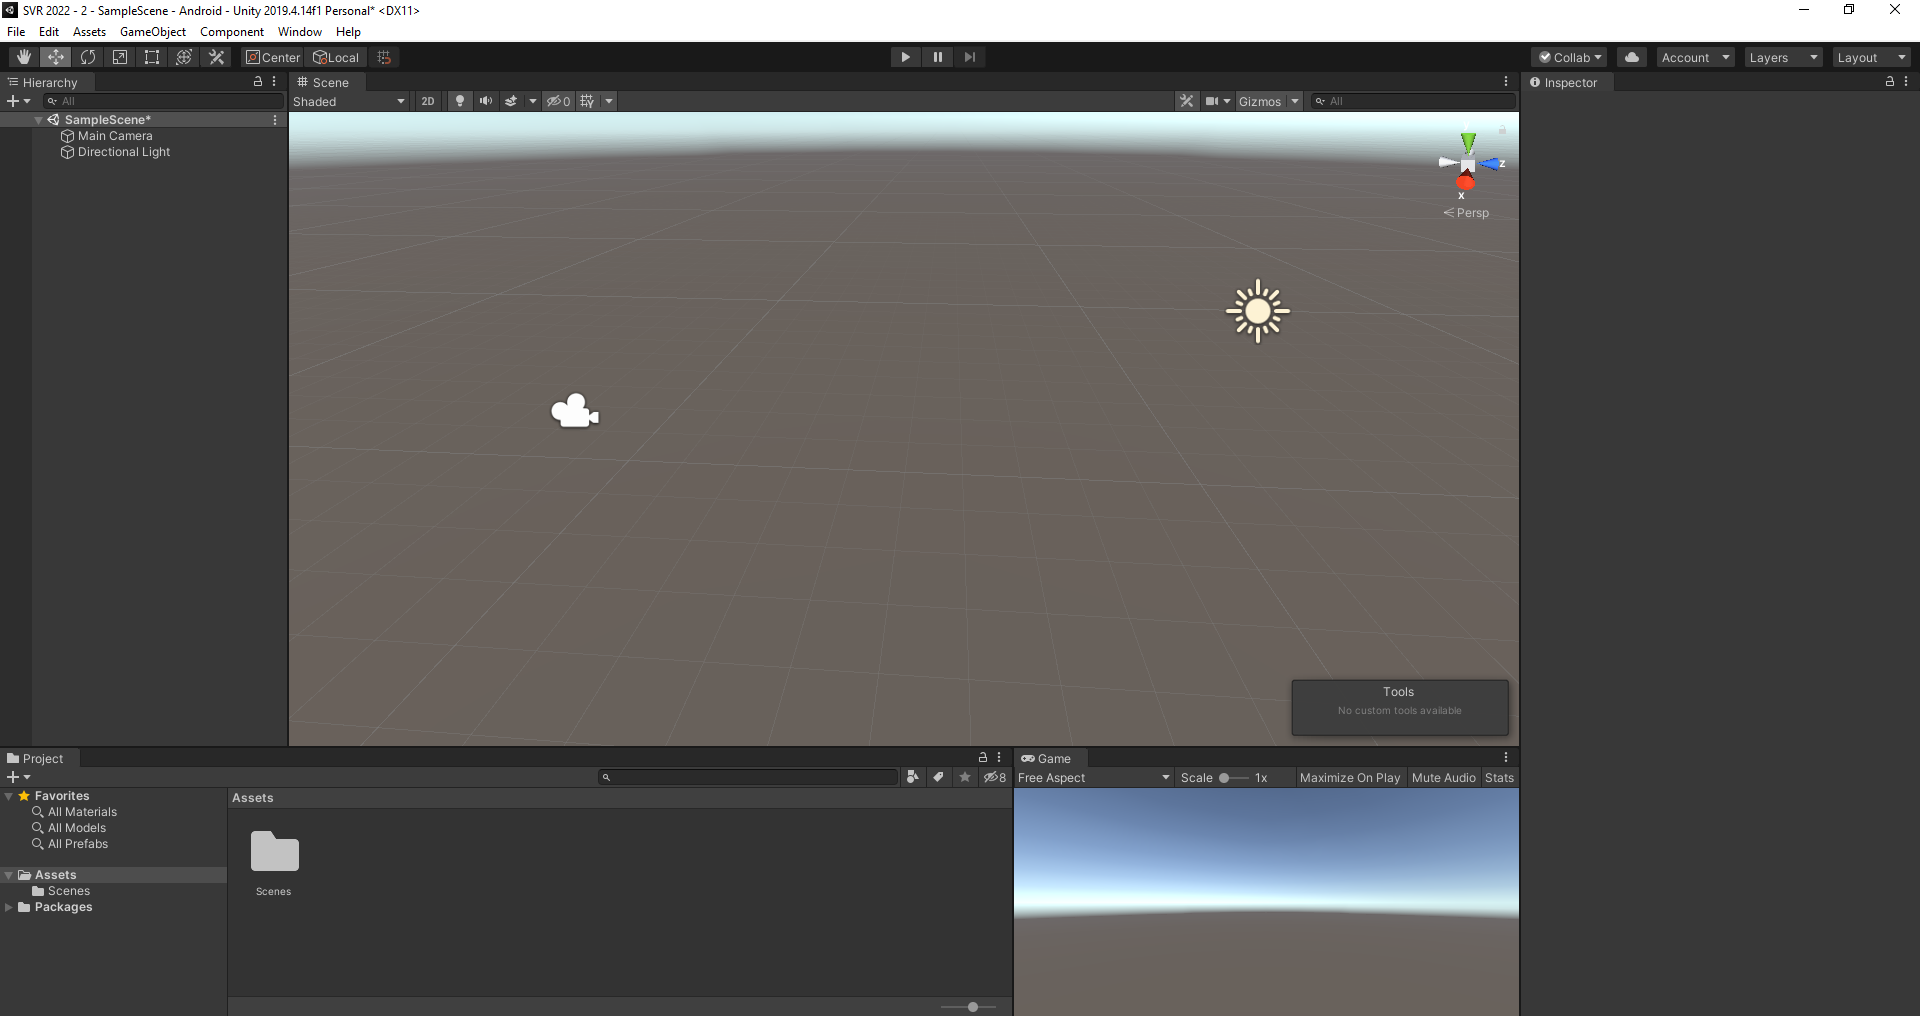 SVR 2022 - 2 - SampleScene - Android - Unity 2019.4.14f1 Personal* <DX11>
File Edit Assets GameObject Component Window Help
Center Local Collab Account Layers Layout
Hierarchy
All
SampleScene*
Main Camera
Directional Light
Scene
Shaded 2D 0 Gizmos All
z
x
Persp
Tools
No custom tools available
Inspector
Project
8
Favorites
All Materials
All Models
All Prefabs
Assets
Scenes
Packages
Assets
Scenes
Game
Free Aspect Scale 1x Maximize On Play Mute Audio Stats